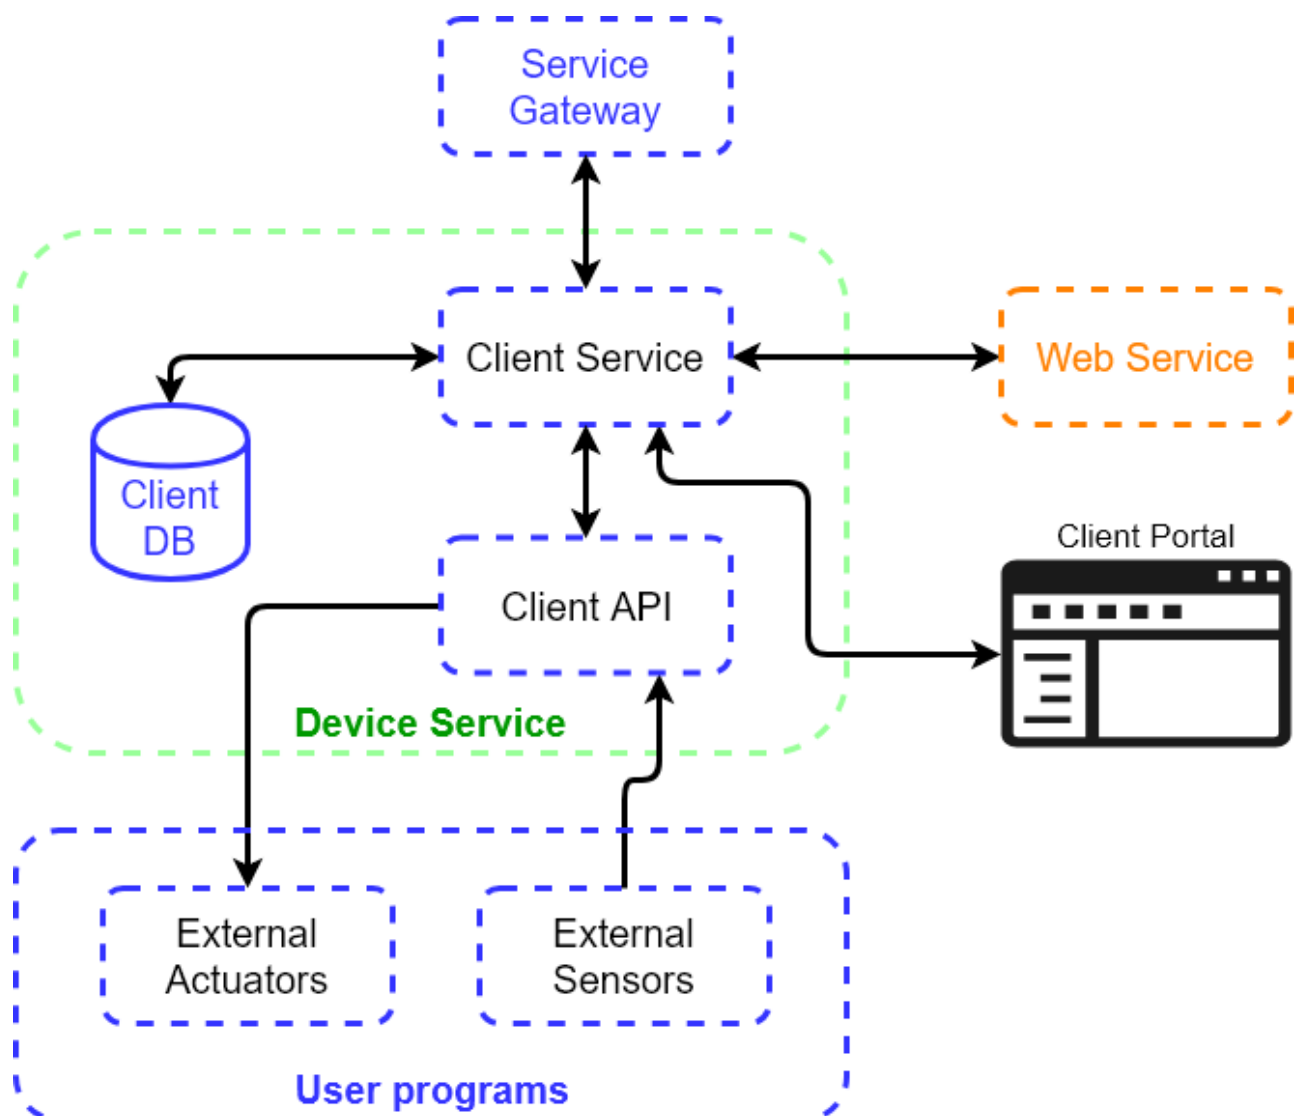 Service
Gateway
Client Service
Web Service
Client
DB
Client Portal
Client API
Device Service
External
Actuators
External
Sensors
User programs